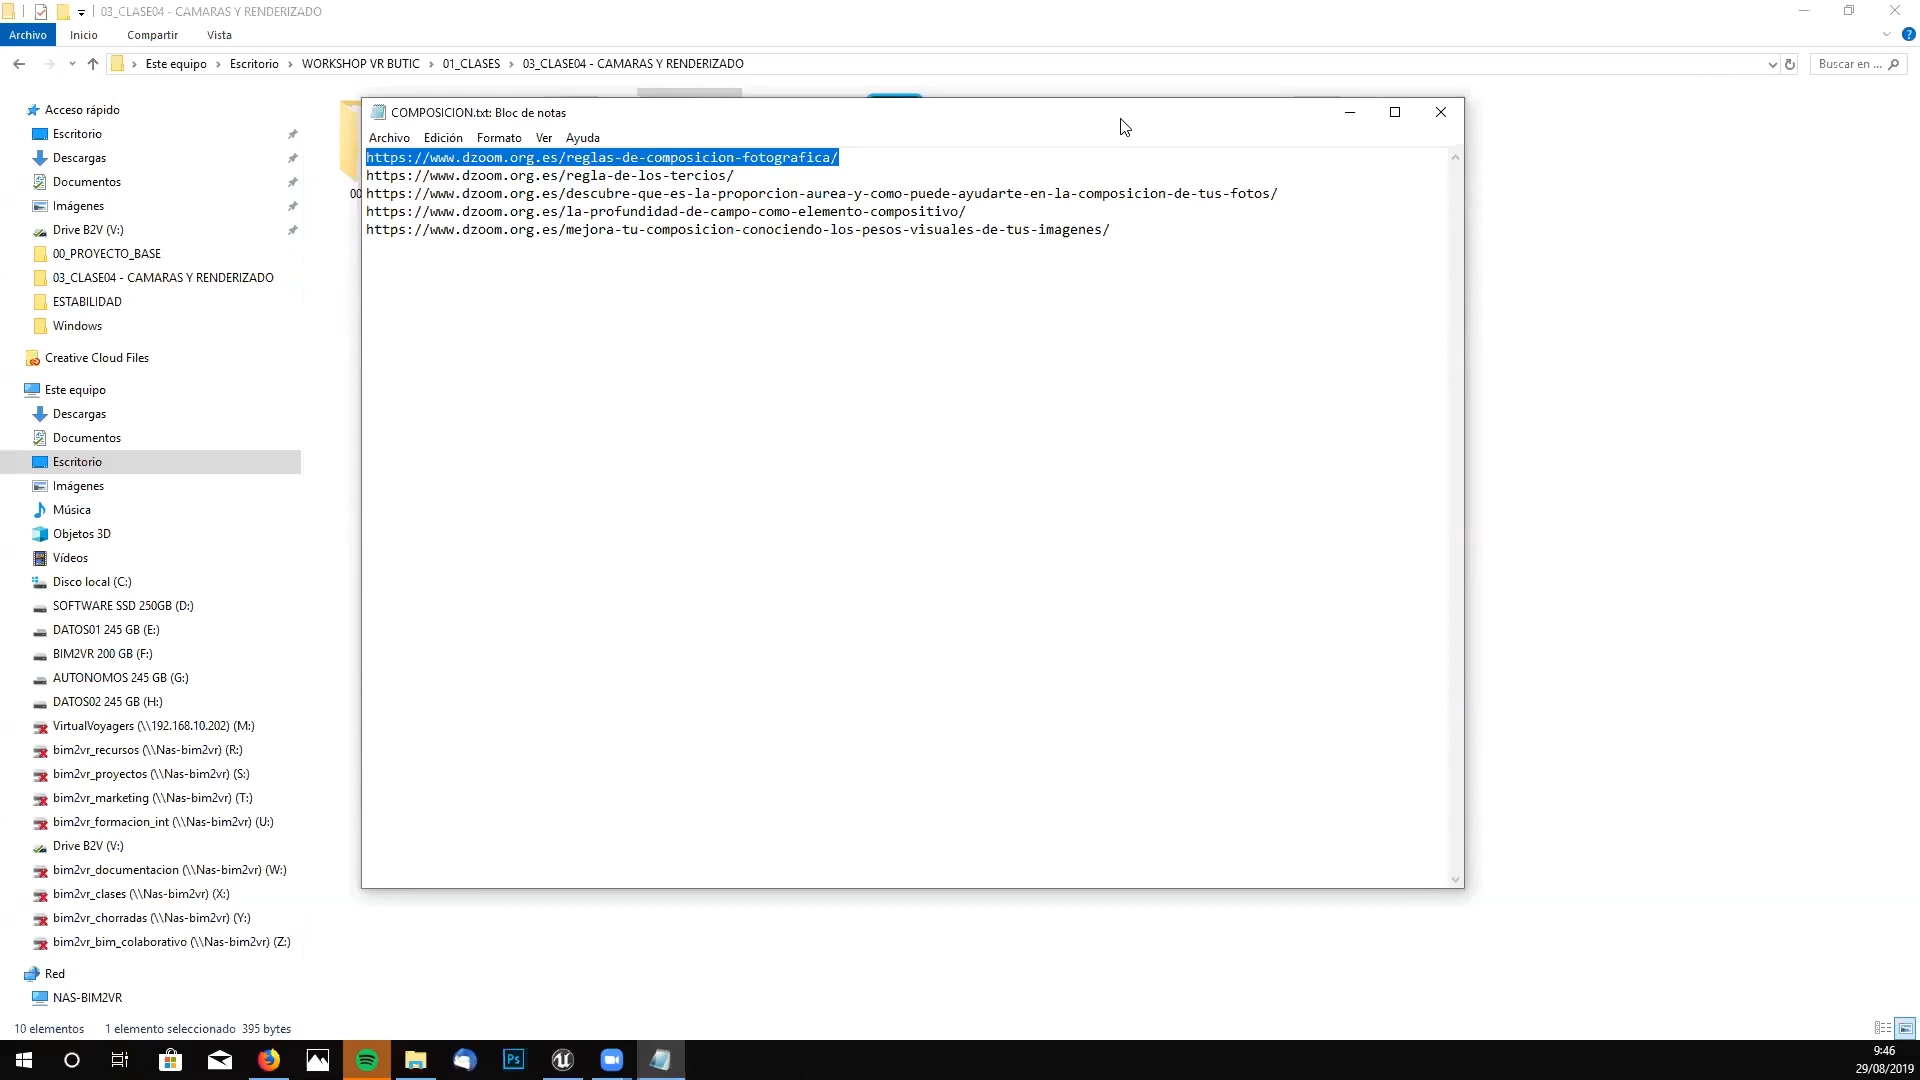 03_CLASE04 - CAMARAS Y RENDERIZADO
Archivo Inicio Compartir Vista
Este equipo Escritorio WORKSHOP VR BUTIC 01_CLASES 03_CLASE04 - CAMARAS Y RENDERIZADO
Buscar en ...
Acceso rápido
Escritorio
Descargas
Documentos
Imágenes
Drive B2V (V:)
00_PROYECTO_BASE
03_CLASE04 - CAMARAS Y RENDERIZADO
ESTABILIDAD
Windows
Creative Cloud Files
Este equipo
Descargas
Documentos
Escritorio
Imágenes
Música
Objetos 3D
Vídeos
Disco local (C:)
SOFTWARE SSD 250GB (D:)
DATOS01 245 GB (E:)
BIM2VR 200 GB (F:)
AUTONOMOS 245 GB (G:)
DATOS02 245 GB (H:)
VirtualVoyagers (\\192.168.10.202) (M:)
bim2vr_recursos (\\Nas-bim2vr) (R:)
bim2vr_proyectos (\\Nas-bim2vr) (S:)
bim2vr_marketing (\\Nas-bim2vr) (T:)
bim2vr_formacion_int (\\Nas-bim2vr) (U:)
Drive B2V (V:)
bim2vr_documentacion (\\Nas-bim2vr) (W:)
bim2vr_clases (\\Nas-bim2vr) (X:)
bim2vr_chorradas (\\Nas-bim2vr) (Y:)
bim2vr_bim_colaborativo (\\Nas-bim2vr) (Z:)
Red
NAS-BIM2VR
00
COMPOSICION.txt: Bloc de notas
Archivo Edición Formato Ver Ayuda
https://www.dzoom.org.es/reglas-de-composicion-fotografica/
https://www.dzoom.org.es/regla-de-los-tercios/
https://www.dzoom.org.es/descubre-que-es-la-proporcion-aurea-y-como-puede-ayudarte-en-la-composicion-de-tus-fotos/
https://www.dzoom.org.es/la-profundidad-de-campo-como-elemento-compositivo/
https://www.dzoom.org.es/mejora-tu-composicion-conociendo-los-pesos-visuales-de-tus-imagenes/
10 elementos 1 elemento seleccionado 395 bytes
Ps
9:46
29/08/2019